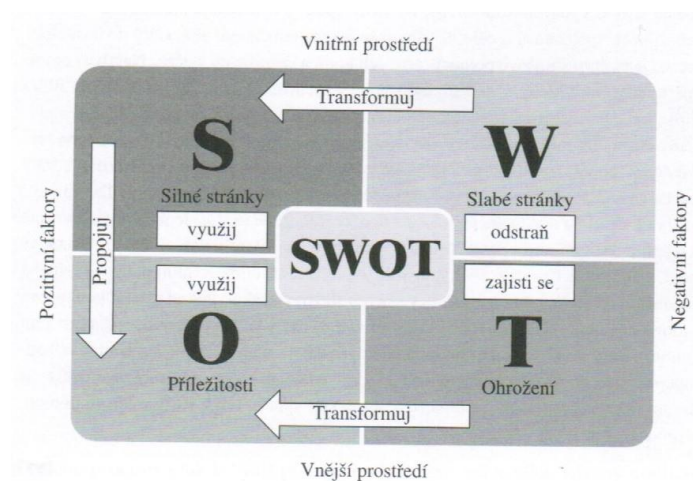 Vnitřní prostředí
Transformuj
S
W
Silné stránky
Slabé stránky
využij
odstraň
Pozitivní faktory
Propojuj
SWOT
Negativní faktory
využij
zajisti se
O
T
Příležitosti
Ohrožení
Transformuj
Vnější prostředí